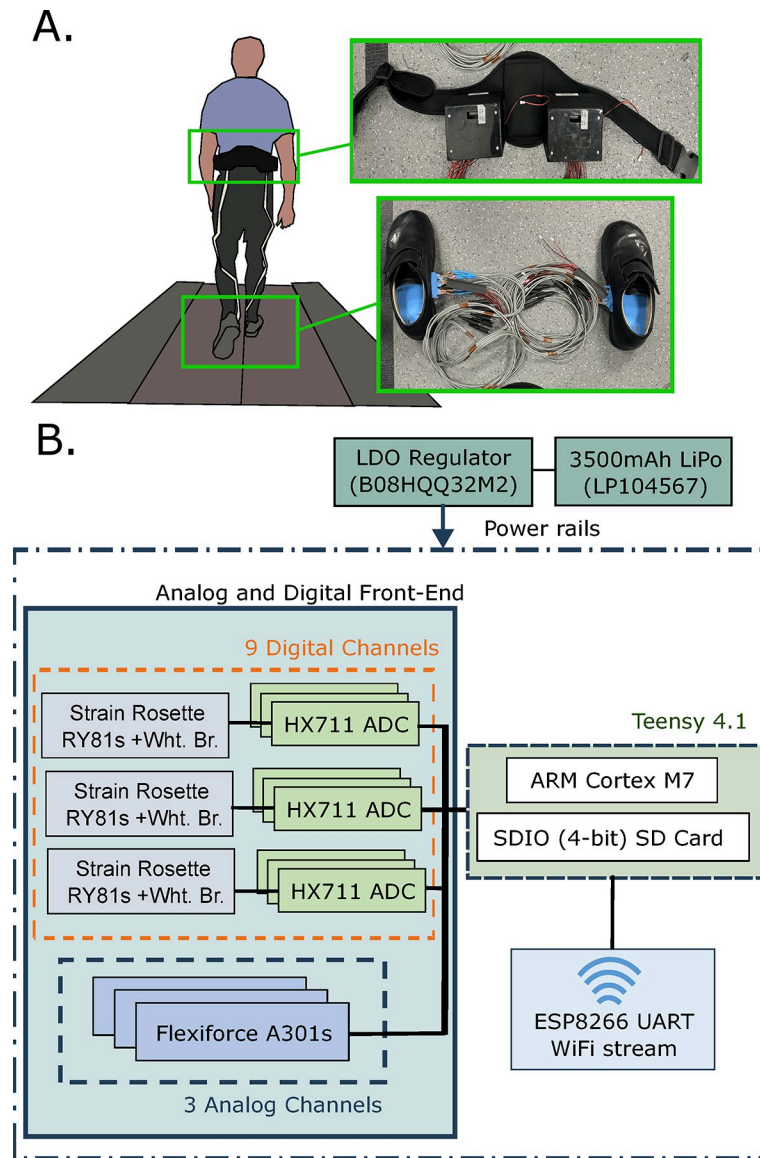 A.
B.
LDO Regulator
(B08HQQ32M2)
3500mAh LiPo
(LP104567)
Power rails
Analog and Digital Front-End
9 Digital Channels
Strain Rosette
RY81s +Wht. Br.
HX711 ADC
Strain Rosette
RY81s +Wht. Br.
HX711 ADC
Strain Rosette
RY81s +Wht. Br.
HX711 ADC
Flexiforce A301s
3 Analog Channels
Teensy 4.1
ARM Cortex M7
SDIO (4-bit) SD Card
ESP8266 UART
WiFi stream